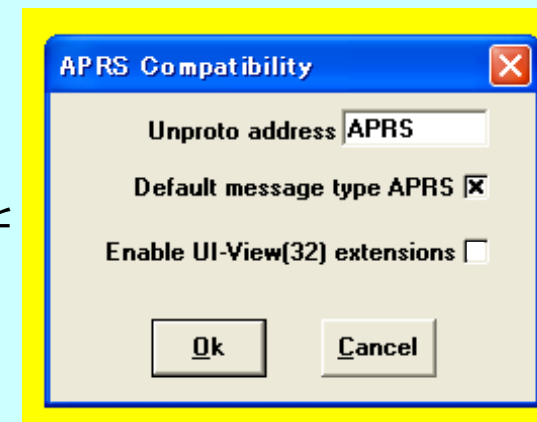 APRS Compatibility
Unproto address APRS
Default message type APRS
Enable UI-View(32) extensions
Ok Cancel